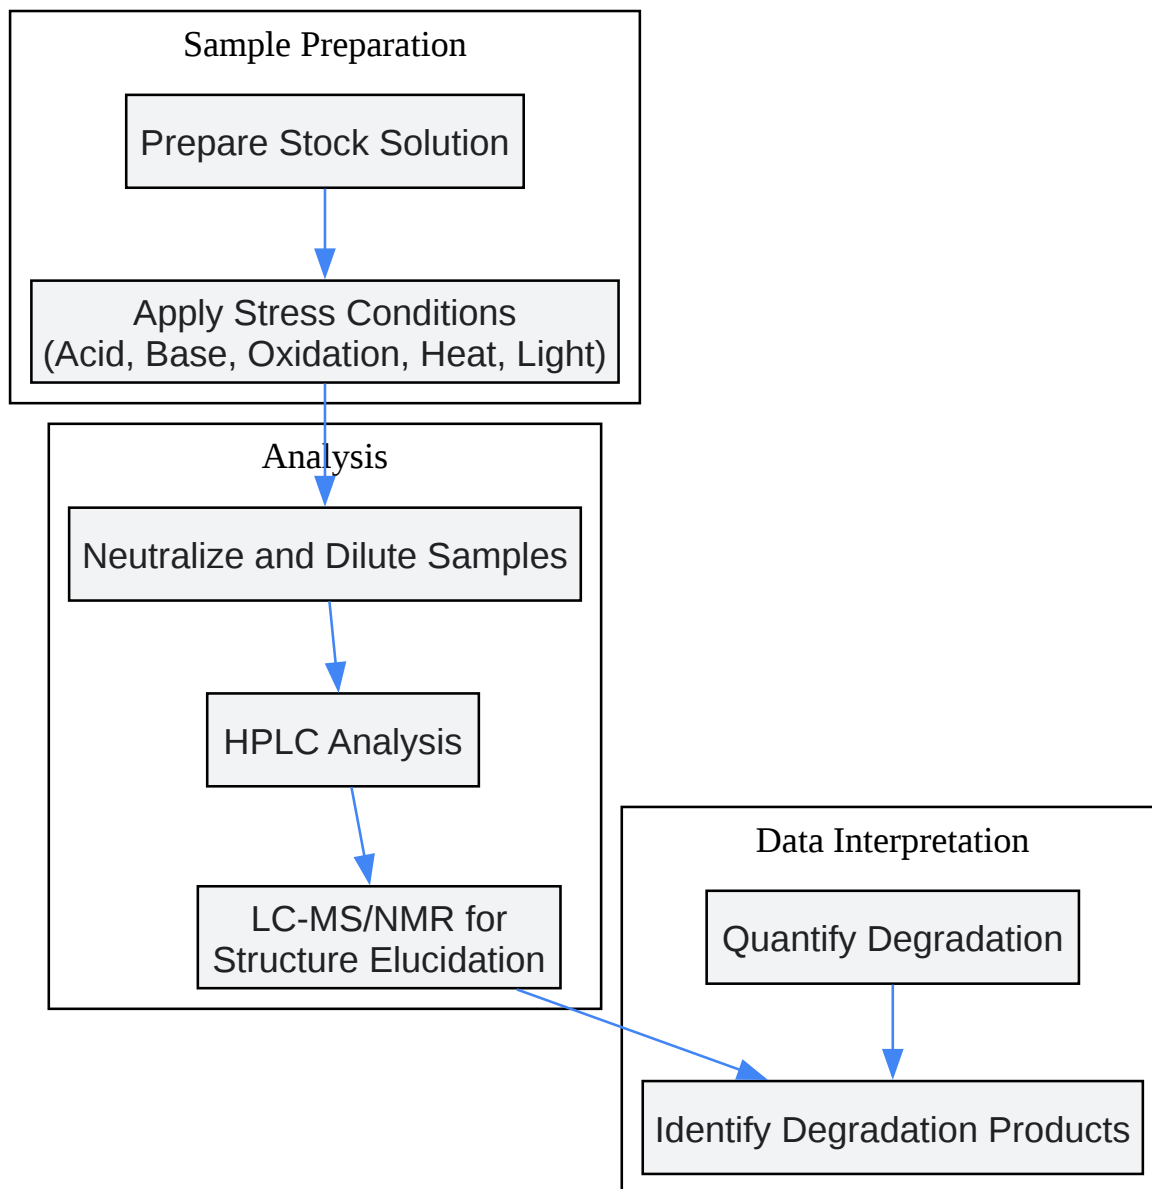 Sample Preparation
Prepare Stock Solution
Apply Stress Conditions
(Acid, Base, Oxidation, Heat, Light)
Analysis
Neutralize and Dilute Samples
HPLC Analysis
LC-MS/NMR for
Structure Elucidation
Data Interpretation
Quantify Degradation
Identify Degradation Products